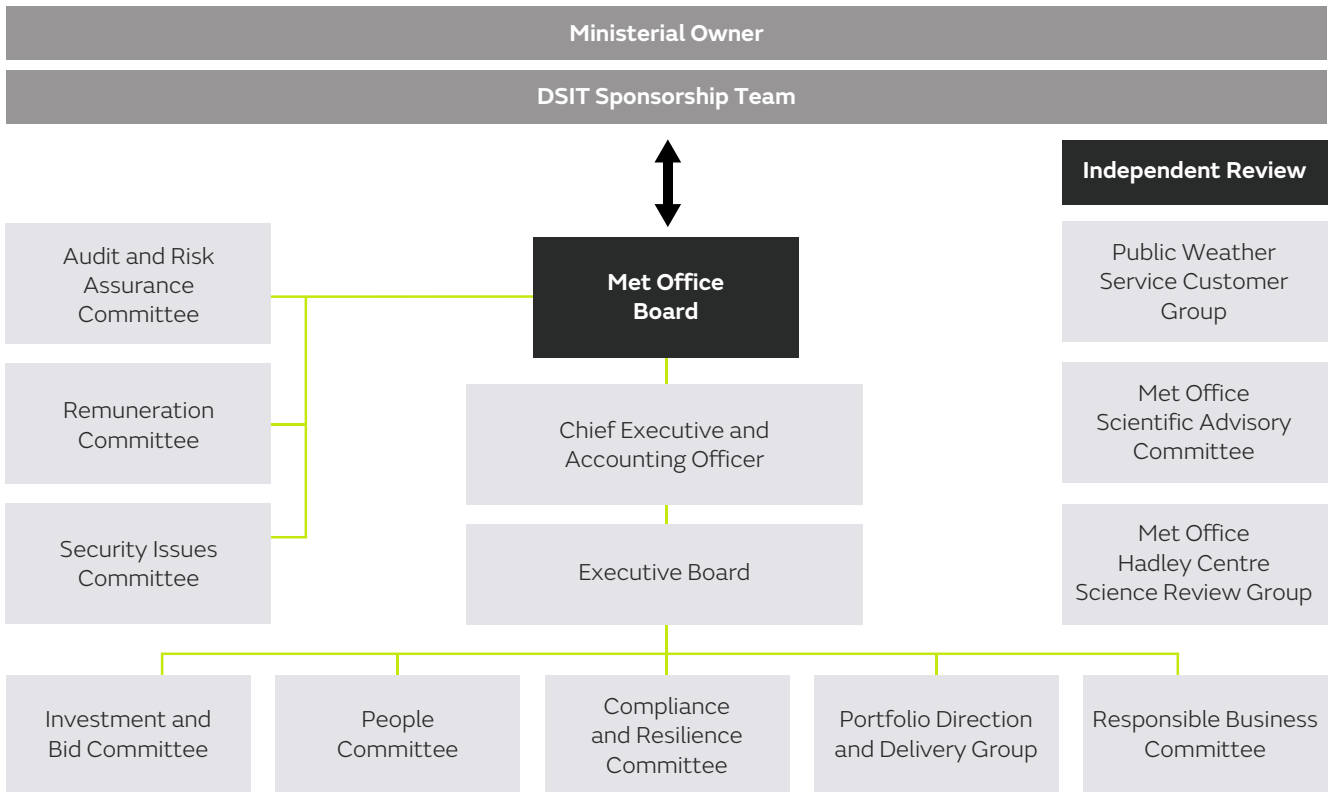 Ministerial Owner
DSIT Sponsorship Team
Independent Review
Audit and Risk
Assurance
Committee
Remuneration
Committee
Security Issues
Committee
Met Office
Board
Chief Executive and
Accounting Officer
Executive Board
Public Weather
Service Customer
Group
Met Office
Scientific Advisory
Committee
Met Office
Hadley Centre
Science Review Group
Investment and
Bid Committee
People
Committee
Compliance
and Resilience
Committee
Portfolio Direction
and Delivery Group
Responsible Business
Committee